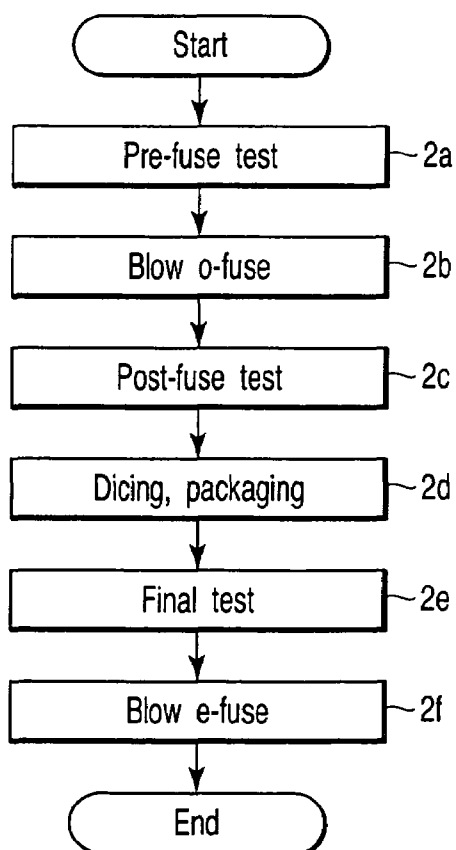 Start
Pre-fuse test 2a
Blow o-fuse 2b
Post-fuse test 2c
Dicing, packaging 2d
Final test 2e
Blow e-fuse 2f
End